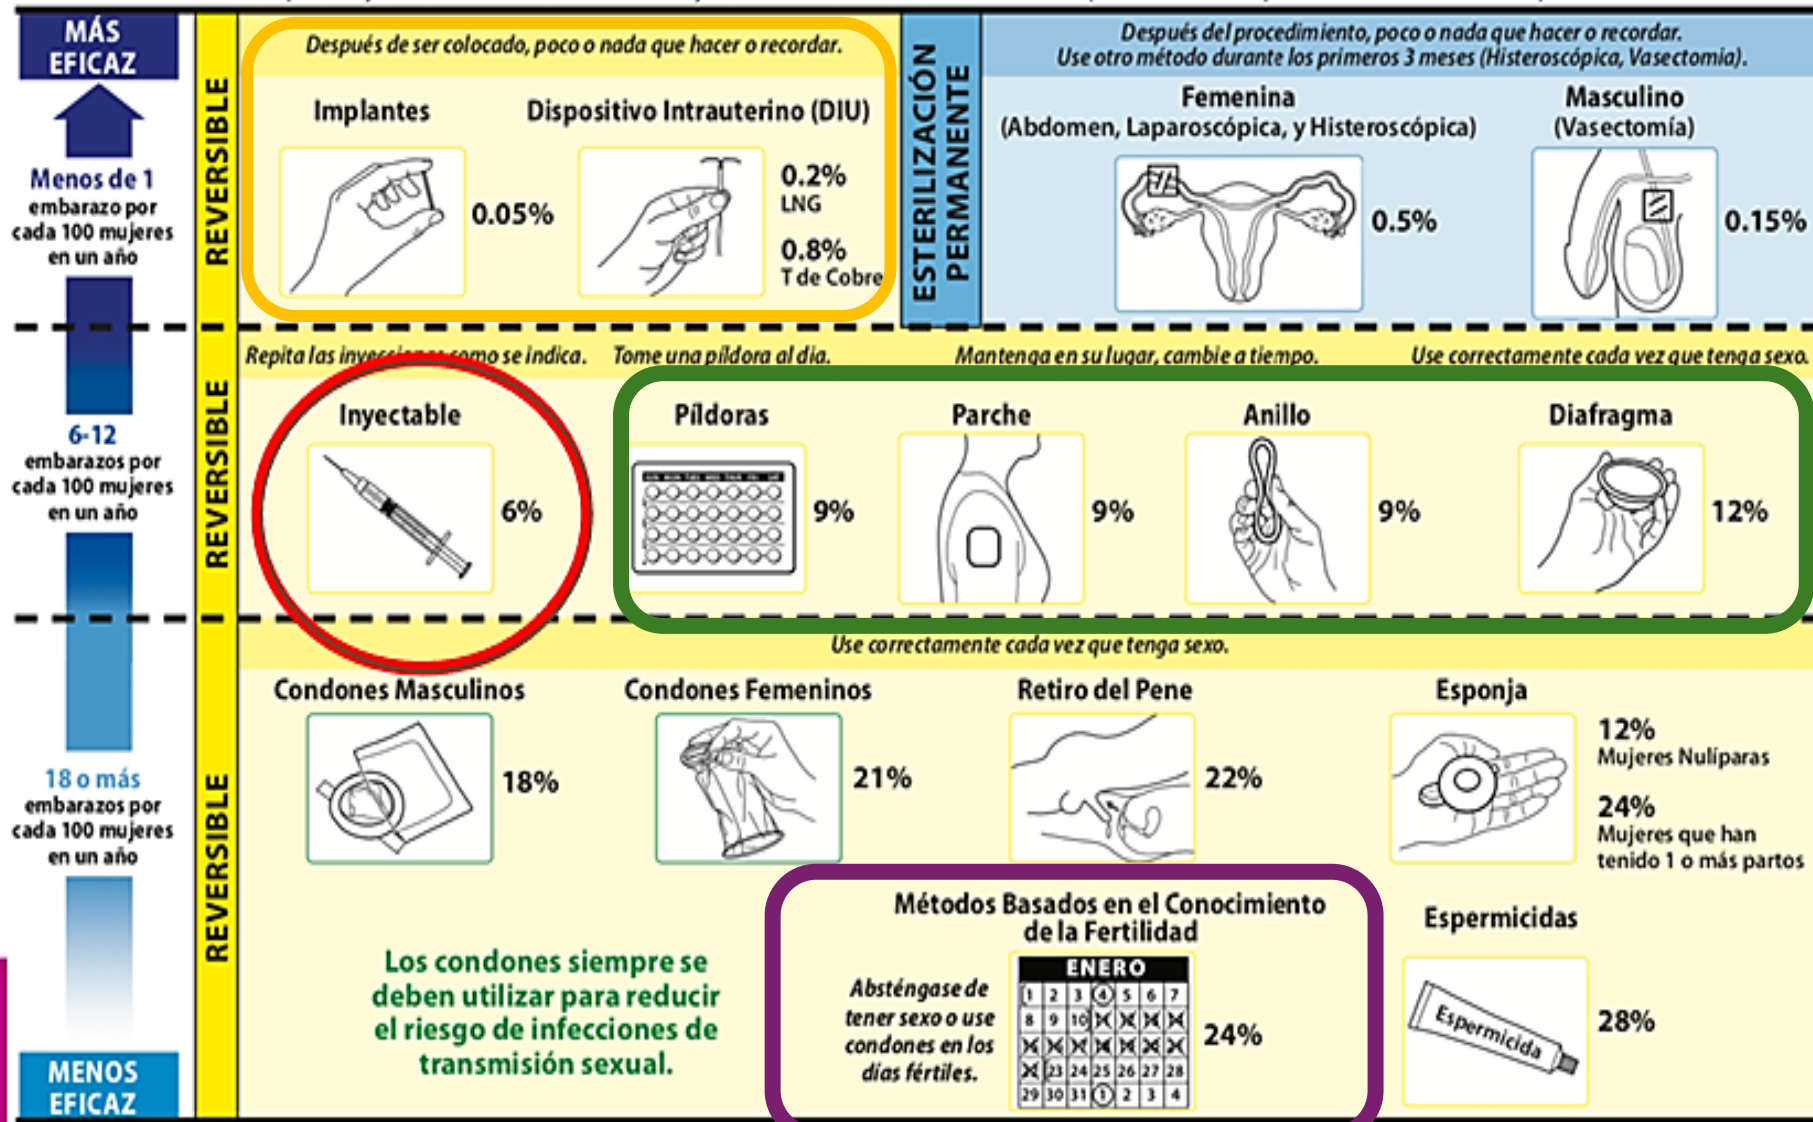 MÁS
EFICAZ
Menos de 1
embarazo por
cada 100 mujeres
en un año
REVERSIBLE
Después de ser colocado, poco o nada que hacer o recordar.
Implantes
0.05%
Dispositivo Intrauterino (DIU)
0.2%
LNG
0.8%
T de Cobre
ESTERILIZACIÓN
PERMANENTE
Después del procedimiento, poco o nada que hacer o recordar.
Use otro método durante los primeros 3 meses (Histeroscópica, Vasectomia).
Femenina
(Abdomen, Laparoscópica, y Histeroscópica)
0.5%
Masculino
(Vasectomía)
0.15%
6-12
embarazos por
cada 100 mujeres
en un año
REVERSIBLE
Repita las inyecciones como se indica.
Tome una píldora al dia.
Mantenga en su lugar, cambie a tiempo.
Use correctamente cada vez que tenga sexo.
Inyectable
6%
Píldoras
9%
Parche
9%
Anillo
9%
Diafragma
12%
18 o más
embarazos por
cada 100 mujeres
en un año
MENOS
EFICAZ
REVERSIBLE
Use correctamente cada vez que tenga sexo.
Condones Masculinos
18%
Condones Femeninos
21%
Retiro del Pene
22%
Esponja
12%
Mujeres Nulíparas
24%
Mujeres que han
tenido 1 o más partos
Los condones siempre se
deben utilizar para reducir
el riesgo de infecciones de
transmisión sexual.
Métodos Basados en el Conocimiento
de la Fertilidad
Absténgase de
tener sexo o use
condones en los
días fértiles.
ENERO
1 2 3 4 5 6 7
8 9 10
23 24 25 26 27 28
29 30 31 1 2 3 4
24%
Espermicidas
Espermicida
28%